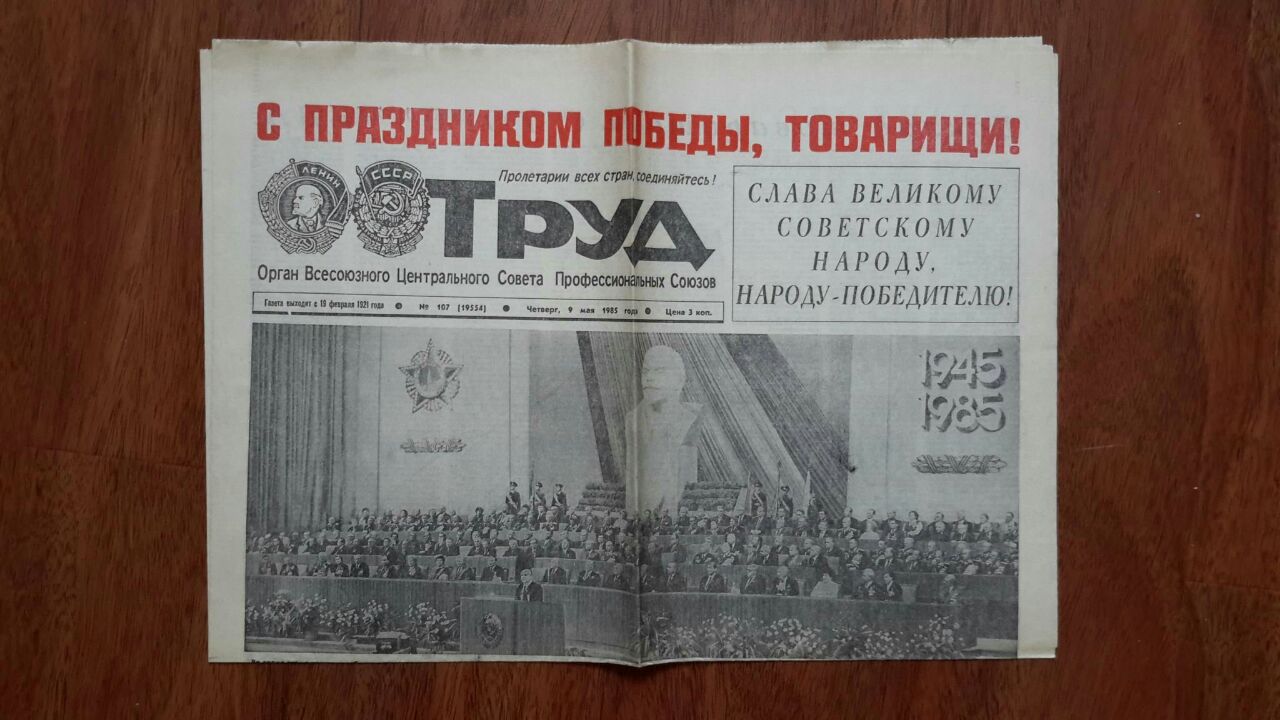 С ПРАЗДНИКОМ ПОБЕДЫ, ТОВАРИЩИ!
ЛЕНИН
СССР
Пролетарии всех стран, соединяйтесь!
ТРУД
Орган Всесоюзного Центрального Совета Профессиональных Союзов
Газета выходит с 19 февраля 1921 года ● № 107 (19554) ● Четверг, 9 мая 1985 года ● Цена 3 коп.
СЛАВА ВЕЛИКОМУ
СОВЕТСКОМУ
НАРОДУ,
НАРОДУ-ПОБЕДИТЕЛЮ!
1945
1985